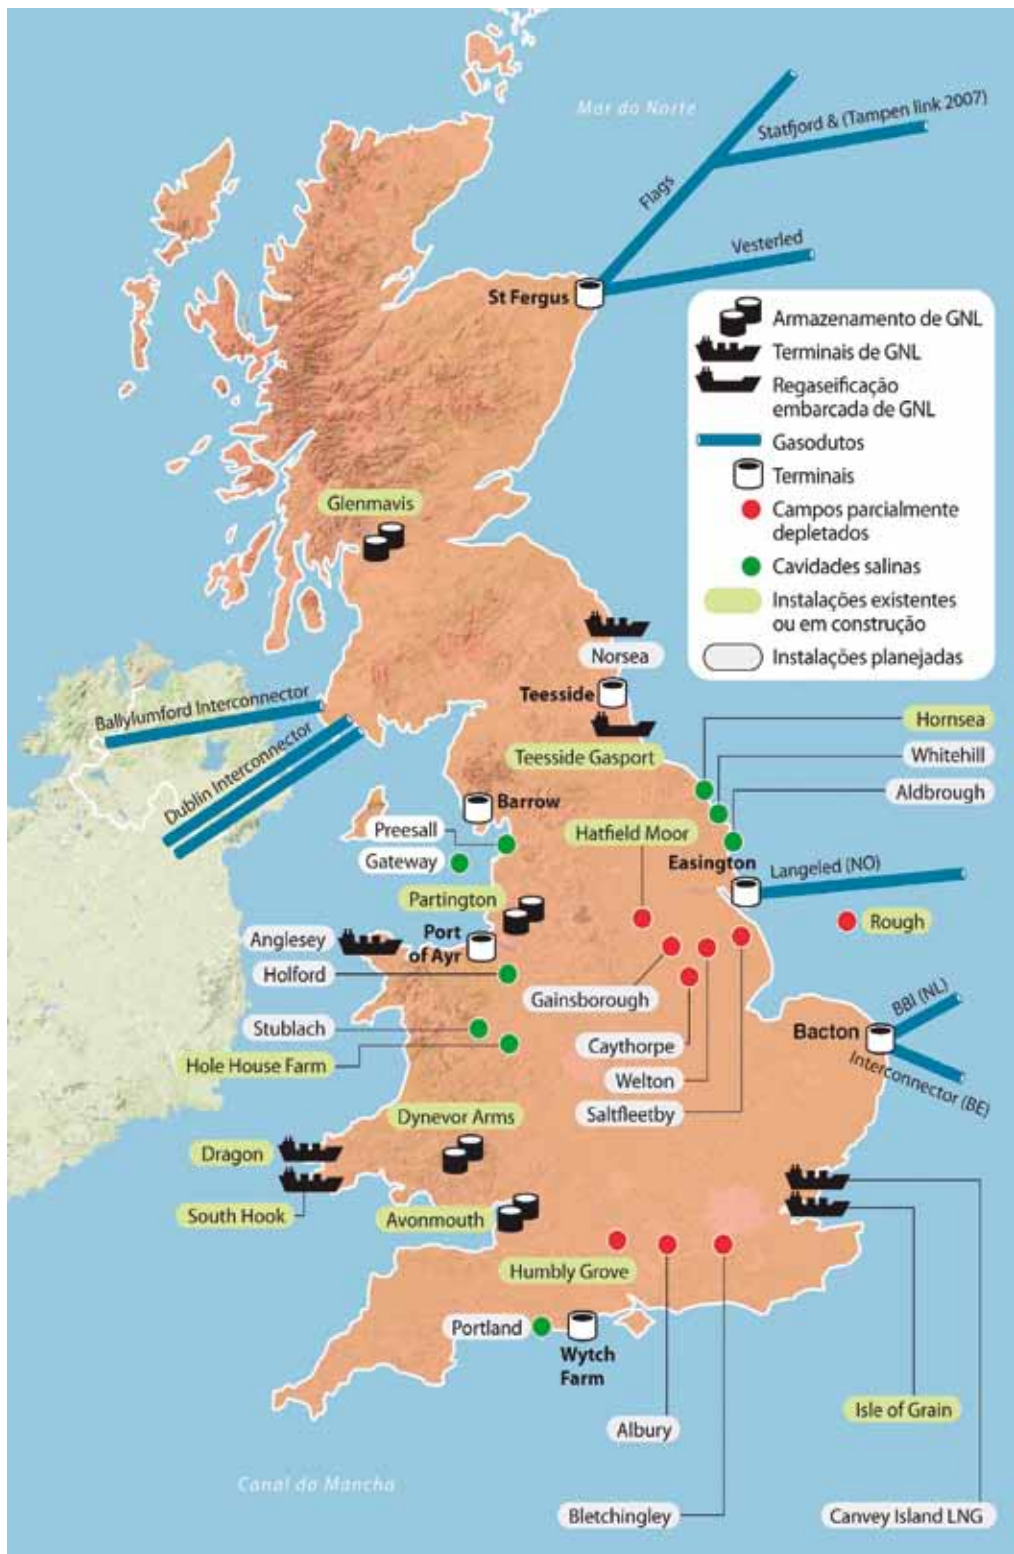 Mar do Norte
Statfjord & (Tampen link 2007)
Flags
Vesterled
St Fergus
Armazenamento de GNL
Terminais de GNL
Regaseificação
embarcada de GNL
Gasodutos
Terminais
Campos parcialmente
depletados
Cavidades salinas
Instalações existentes
ou em construção
Instalações planejadas
Glenmavis
Norsea
Teesside
Teesside Gasport
Ballylumford Interconnector
Dublin Interconnector
Hornsea
Whitehill
Aldbrough
Barrow
Preesall
Gateway
Hatfield Moor
Easington
Langeled (NO)
Partington
Rough
Port
of Ayr
Anglesey
Holford
Gainsborough
BBl (NL)
Bacton
Interconnector (BE)
Stublach
Hole House Farm
Caythorpe
Welton
Saltfleetby
Dynevor Arms
Dragon
South Hook
Avonmouth
Humbly Grove
Portland
Wytch
Farm
Isle of Grain
Albury
Canal da Mancha
Bletchingley
Canvey Island LNG